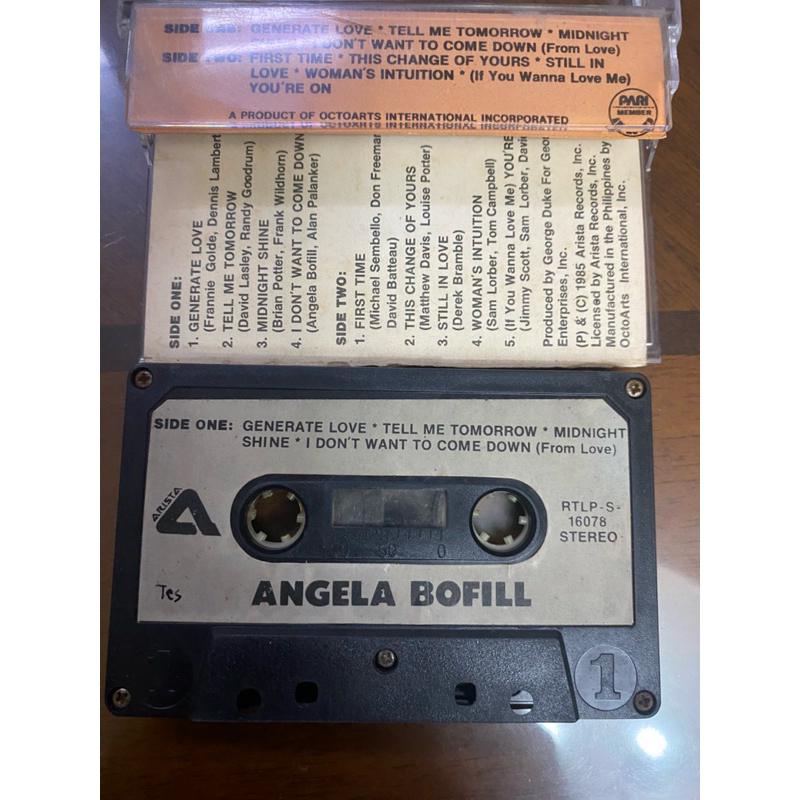 SIDE ONE: GENERATE LOVE * TELL ME TOMORROW * MIDNIGHT
I DON'T WANT TO COME DOWN (From Love)
SIDE TWO: FIRST TIME * THIS CHANGE OF YOURS * STILL IN
LOVE * WOMAN'S INTUITION * (If You Wanna Love Me)
YOU'RE ON
PARI
MEMBER
A PRODUCT OF OCTOARTS INTERNATIONAL INCORPORATED
SIDE ONE:
1. GENERATE LOVE
(Frannie Golde, Dennis Lambert
2. TELL ME TOMORROW
(David Lasley, Randy Goodrum)
3. MIDNIGHT SHINE
(Brian Potter, Frank Wildhorn)
4. I DON'T WANT TO COME DOWN
(Angela Bofill, Alan Palanker)
SIDE TWO:
1. FIRST TIME
(Michael Sembello, Don Freeman
David Batteau)
2. THIS CHANGE OF YOURS
(Matthew Davis, Louise Porter)
3. STILL IN LOVE
(Derek Bramble)
4. WOMAN'S INTUITION
(Sam Lorber, Tom Campbell)
5. (If You Wanna Love Me) YOU'RE
(Jimmy Scott, Sam Lorber, David
Produced by George Duke For Geor
Enterprises, Inc.
(P) & (C) 1985 Arista Records, Inc.
Licensed by Arista Records, Inc.
Manufactured in the Philippines by
OctoArts International, Inc.
SIDE ONE: GENERATE LOVE * TELL ME TOMORROW * MIDNIGHT
SHINE * I DON'T WANT TO COME DOWN (From Love)
ARISTA
RTLP-S-
16078
STEREO
50
0
Tes
ANGELA BOFILL
1